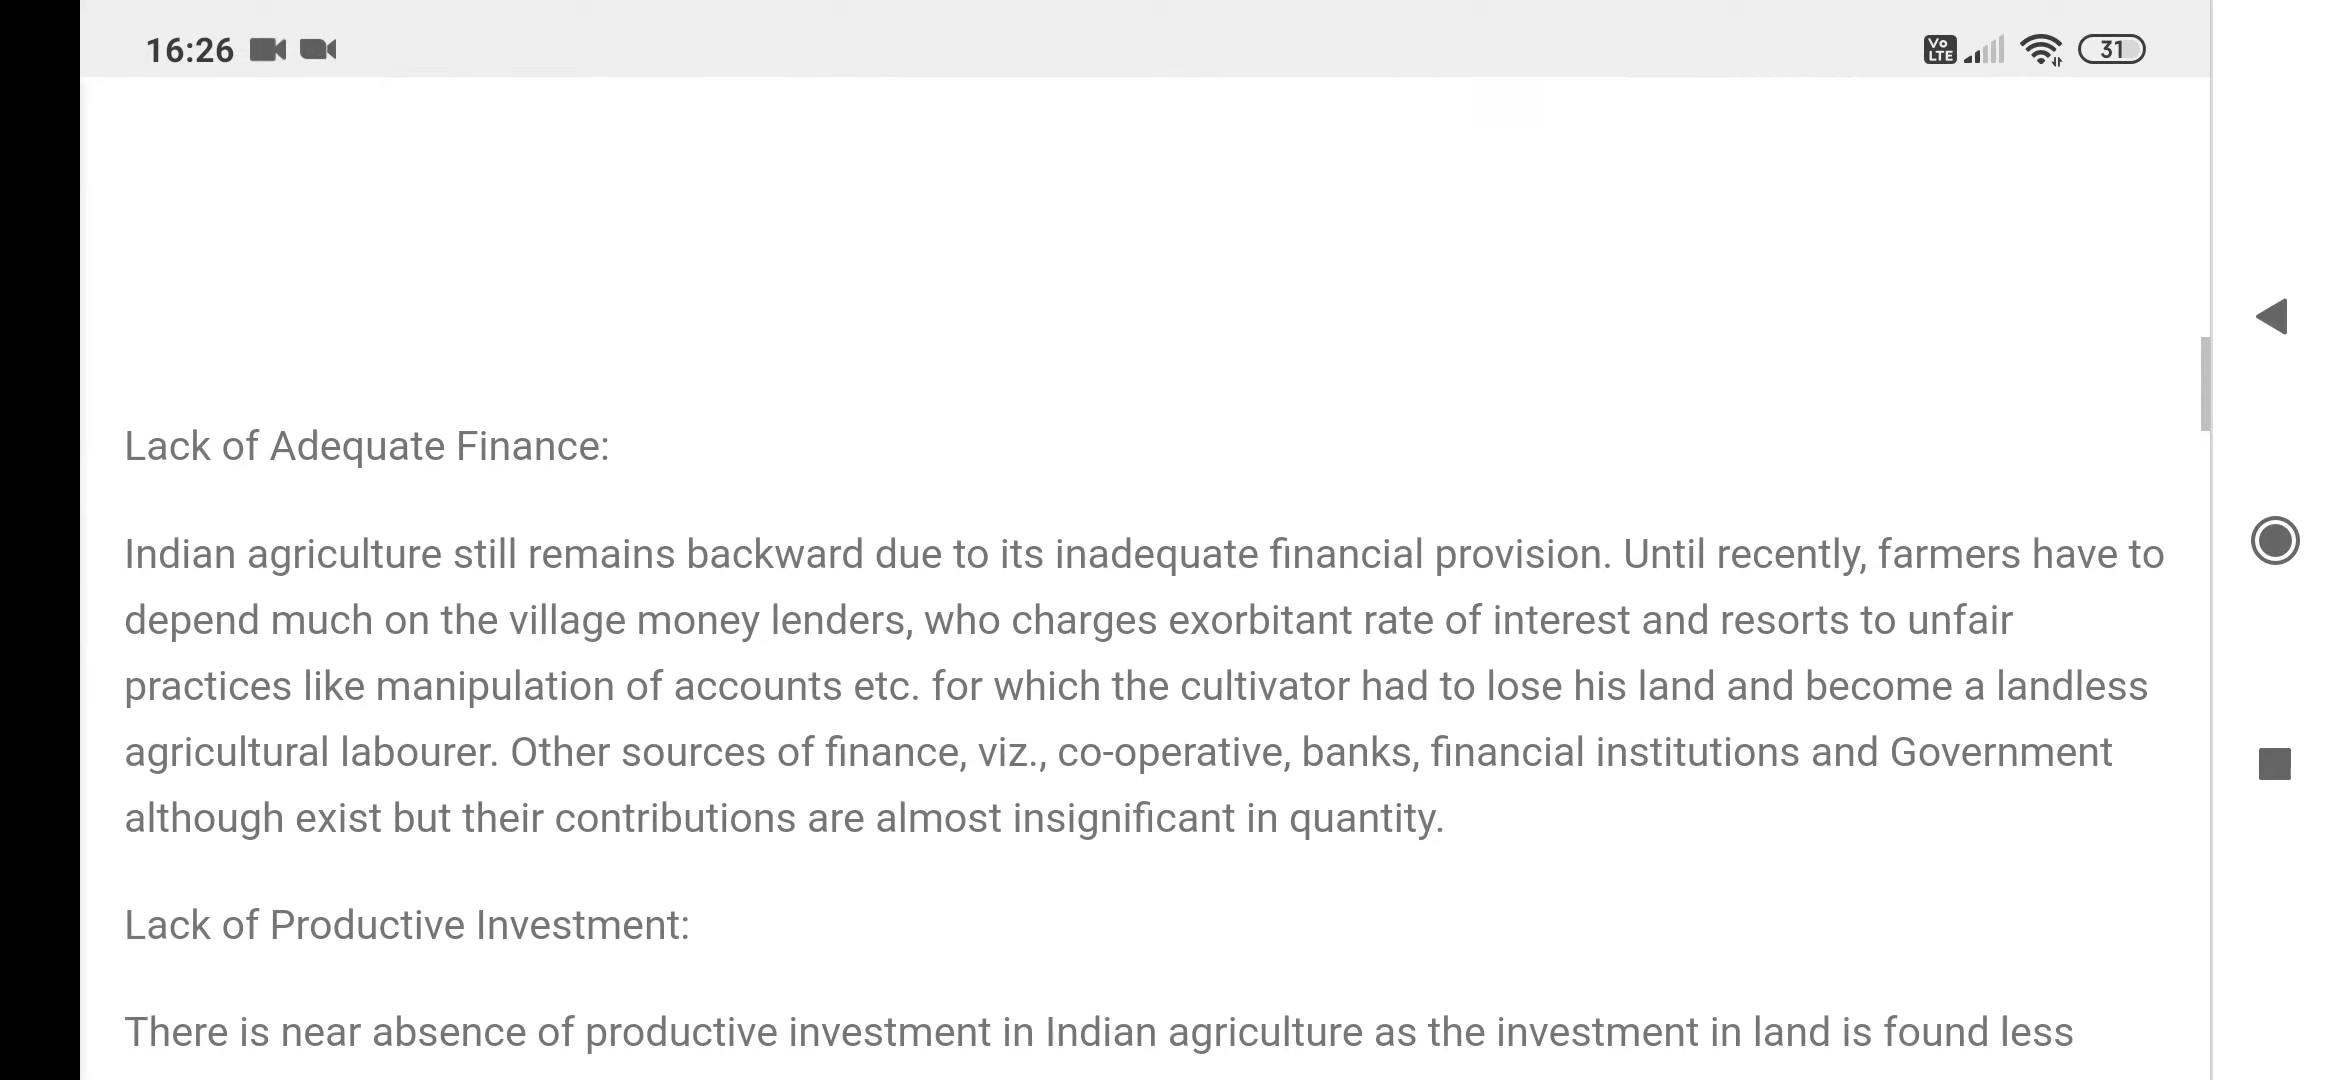 16:26
Vo
LTE
31
Lack of Adequate Finance:
Indian agriculture still remains backward due to its inadequate financial provision. Until recently, farmers have to
depend much on the village money lenders, who charges exorbitant rate of interest and resorts to unfair
practices like manipulation of accounts etc. for which the cultivator had to lose his land and become a landless
agricultural labourer. Other sources of finance, viz., co-operative, banks, financial institutions and Government
although exist but their contributions are almost insignificant in quantity.
Lack of Productive Investment:
There is near absence of productive investment in Indian agriculture as the investment in land is found less